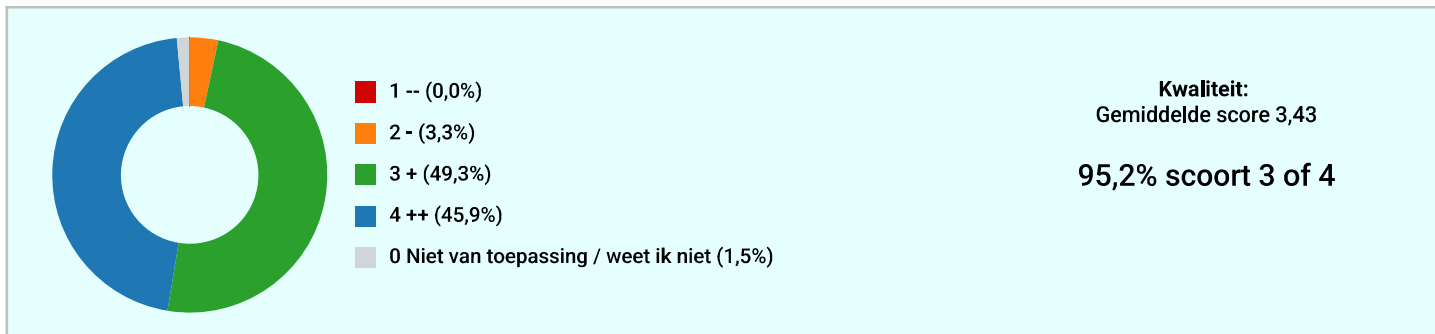 1 -- (0,0%)
2 - (3,3%)
3 + (49,3%)
4 ++ (45,9%)
0 Niet van toepassing / weet ik niet (1,5%)
Kwaliteit:
Gemiddelde score 3,43
95,2% scoort 3 of 4